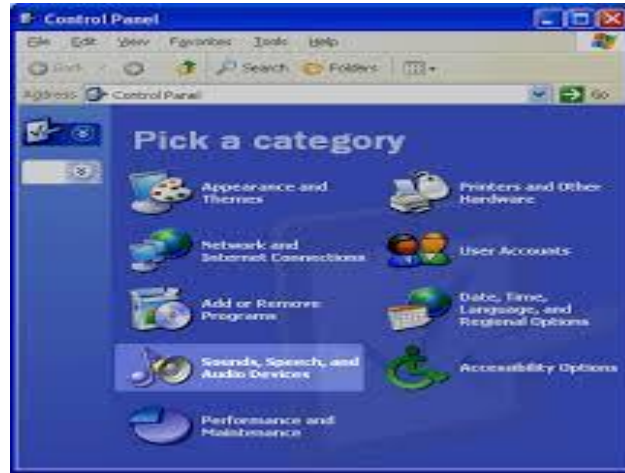 Control Panel
File Edit View Favorites Tools Help
Back Search Folders
Address Control Panel Go
Pick a category
Appearance and
Themes
Printers and Other
Hardware
Network and
Internet Connections
User Accounts
Add or Remove
Programs
Date, Time,
Language, and
Regional Options
Sounds, Speech, and
Audio Devices
Accessibility Options
Performance and
Maintenance